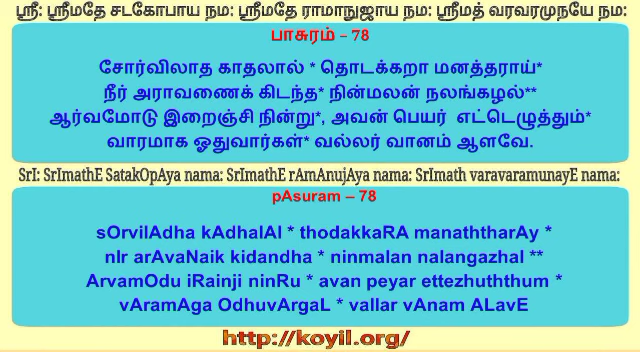 ஸ்ரீ: ஸ்ரீமதே சடகோபாய நம: ஸ்ரீமதே ராமாநுஜாய நம: ஸ்ரீமத் வரவரமுநயே நம:
பாசுரம் – 78
சோர்விலாத காதலால் * தொடக்கறா மனத்தராய்*
நீர் அராவணைக் கிடந்த* நின்மலன் நலங்கழல்**
ஆர்வமோடு இறைஞ்சி நின்று*, அவன் பெயர் எட்டெழுத்தும்*
வாரமாக ஓதுவார்கள்* வல்லர் வானம் ஆளவே.
SrI: SrImathE SatakOpAya nama: SrImathE rAmAnujAya nama: SrImath varavaramunayE nama:
pAsuram – 78
sOrvilAdha kAdhalAl * thodakkaRA manaththarAy *
nIr arAvaNaik kidandha * ninmalan nalangazhal **
ArvamOdu iRainji ninRu * avan peyar ettezhuththum *
vAramAga OdhuvArgaL * vallar vAnam ALavE
http://koyil.org/